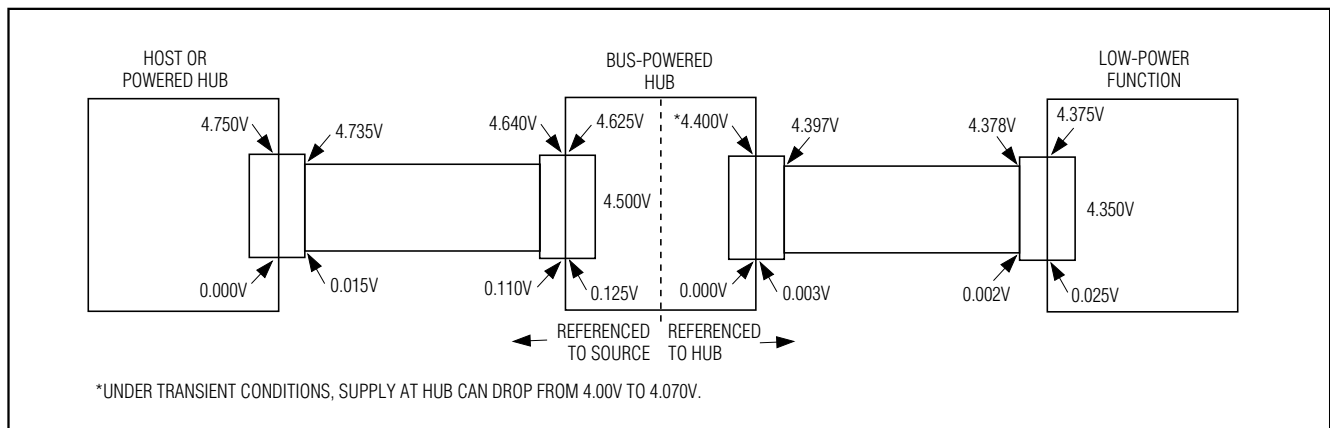 HOST OR
POWERED HUB
BUS-POWERED
HUB
LOW-POWER
FUNCTION
4.750V
4.735V
4.640V
4.625V
*4.400V
4.397V
4.378V
4.375V
4.500V
4.350V
0.000V
0.015V
0.110V
0.125V
0.000V
0.003V
0.002V
0.025V
REFERENCED
TO SOURCE
REFERENCED
TO HUB
*UNDER TRANSIENT CONDITIONS, SUPPLY AT HUB CAN DROP FROM 4.00V TO 4.070V.